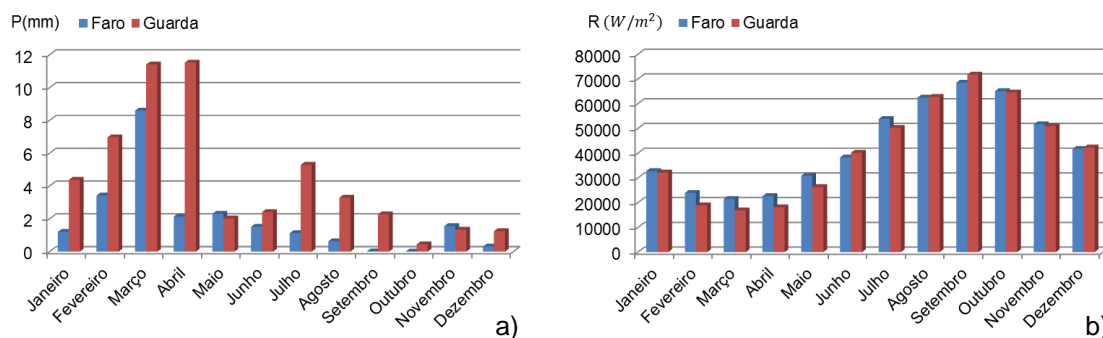 P(mm) Faro Guarda
12
10
8
6
4
2
0
Janeiro
Fevereiro
Março
Abril
Maio
Junho
Julho
Agosto
Setembro
Outubro
Novembro
Dezembro
a)
R (W/m²) Faro Guarda
80000
70000
60000
50000
40000
30000
20000
10000
0
Janeiro
Fevereiro
Março
Abril
Maio
Junho
Julho
Agosto
Setembro
Outubro
Novembro
Dezembro
b)